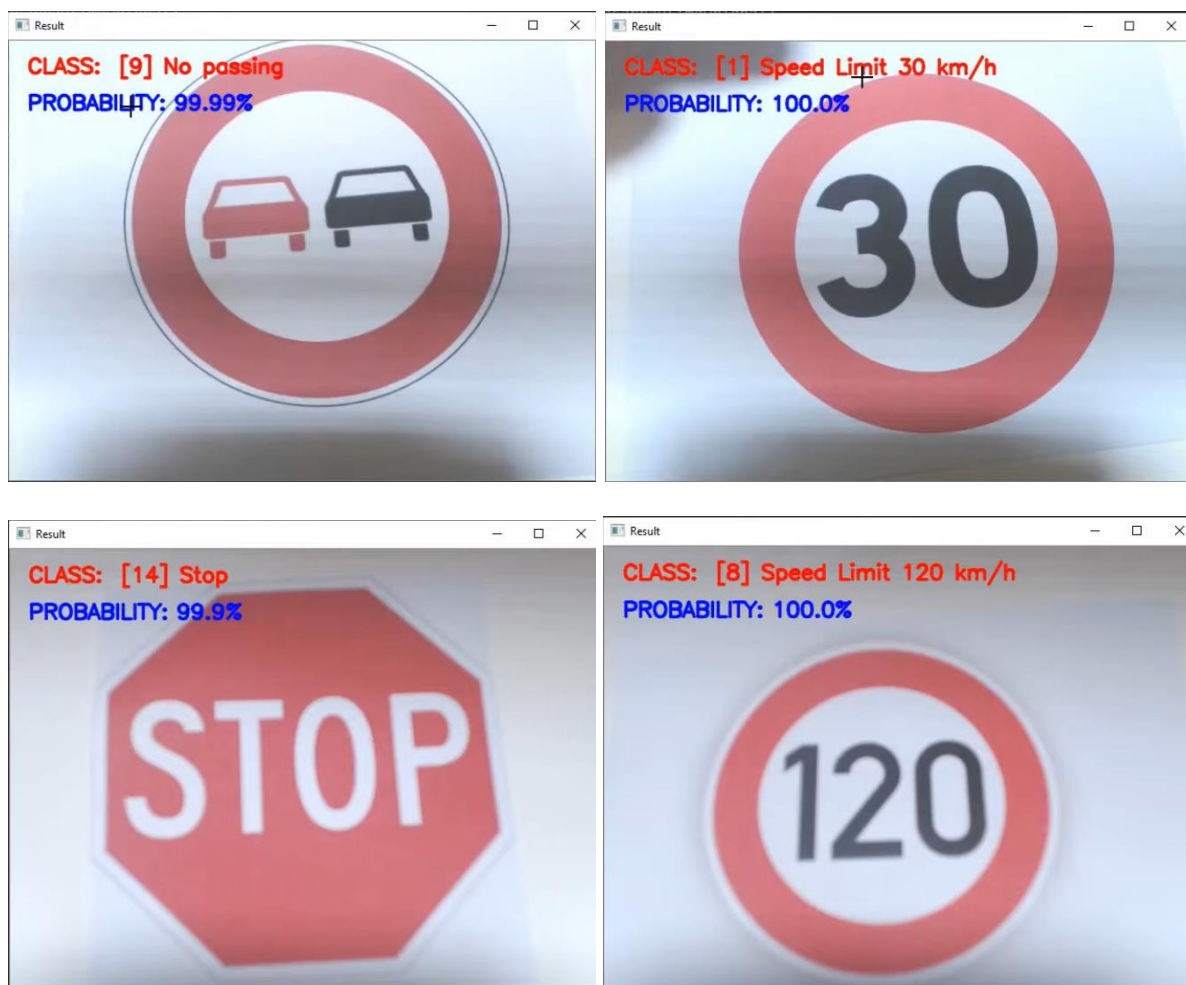 Result
CLASS: [9] No passing
PROBABILITY: 99.99%
Result
CLASS: [1] Speed Limit 30 km/h
PROBABILITY: 100.0%
30
Result
CLASS: [14] Stop
PROBABILITY: 99.9%
STOP
Result
CLASS: [8] Speed Limit 120 km/h
PROBABILITY: 100.0%
120